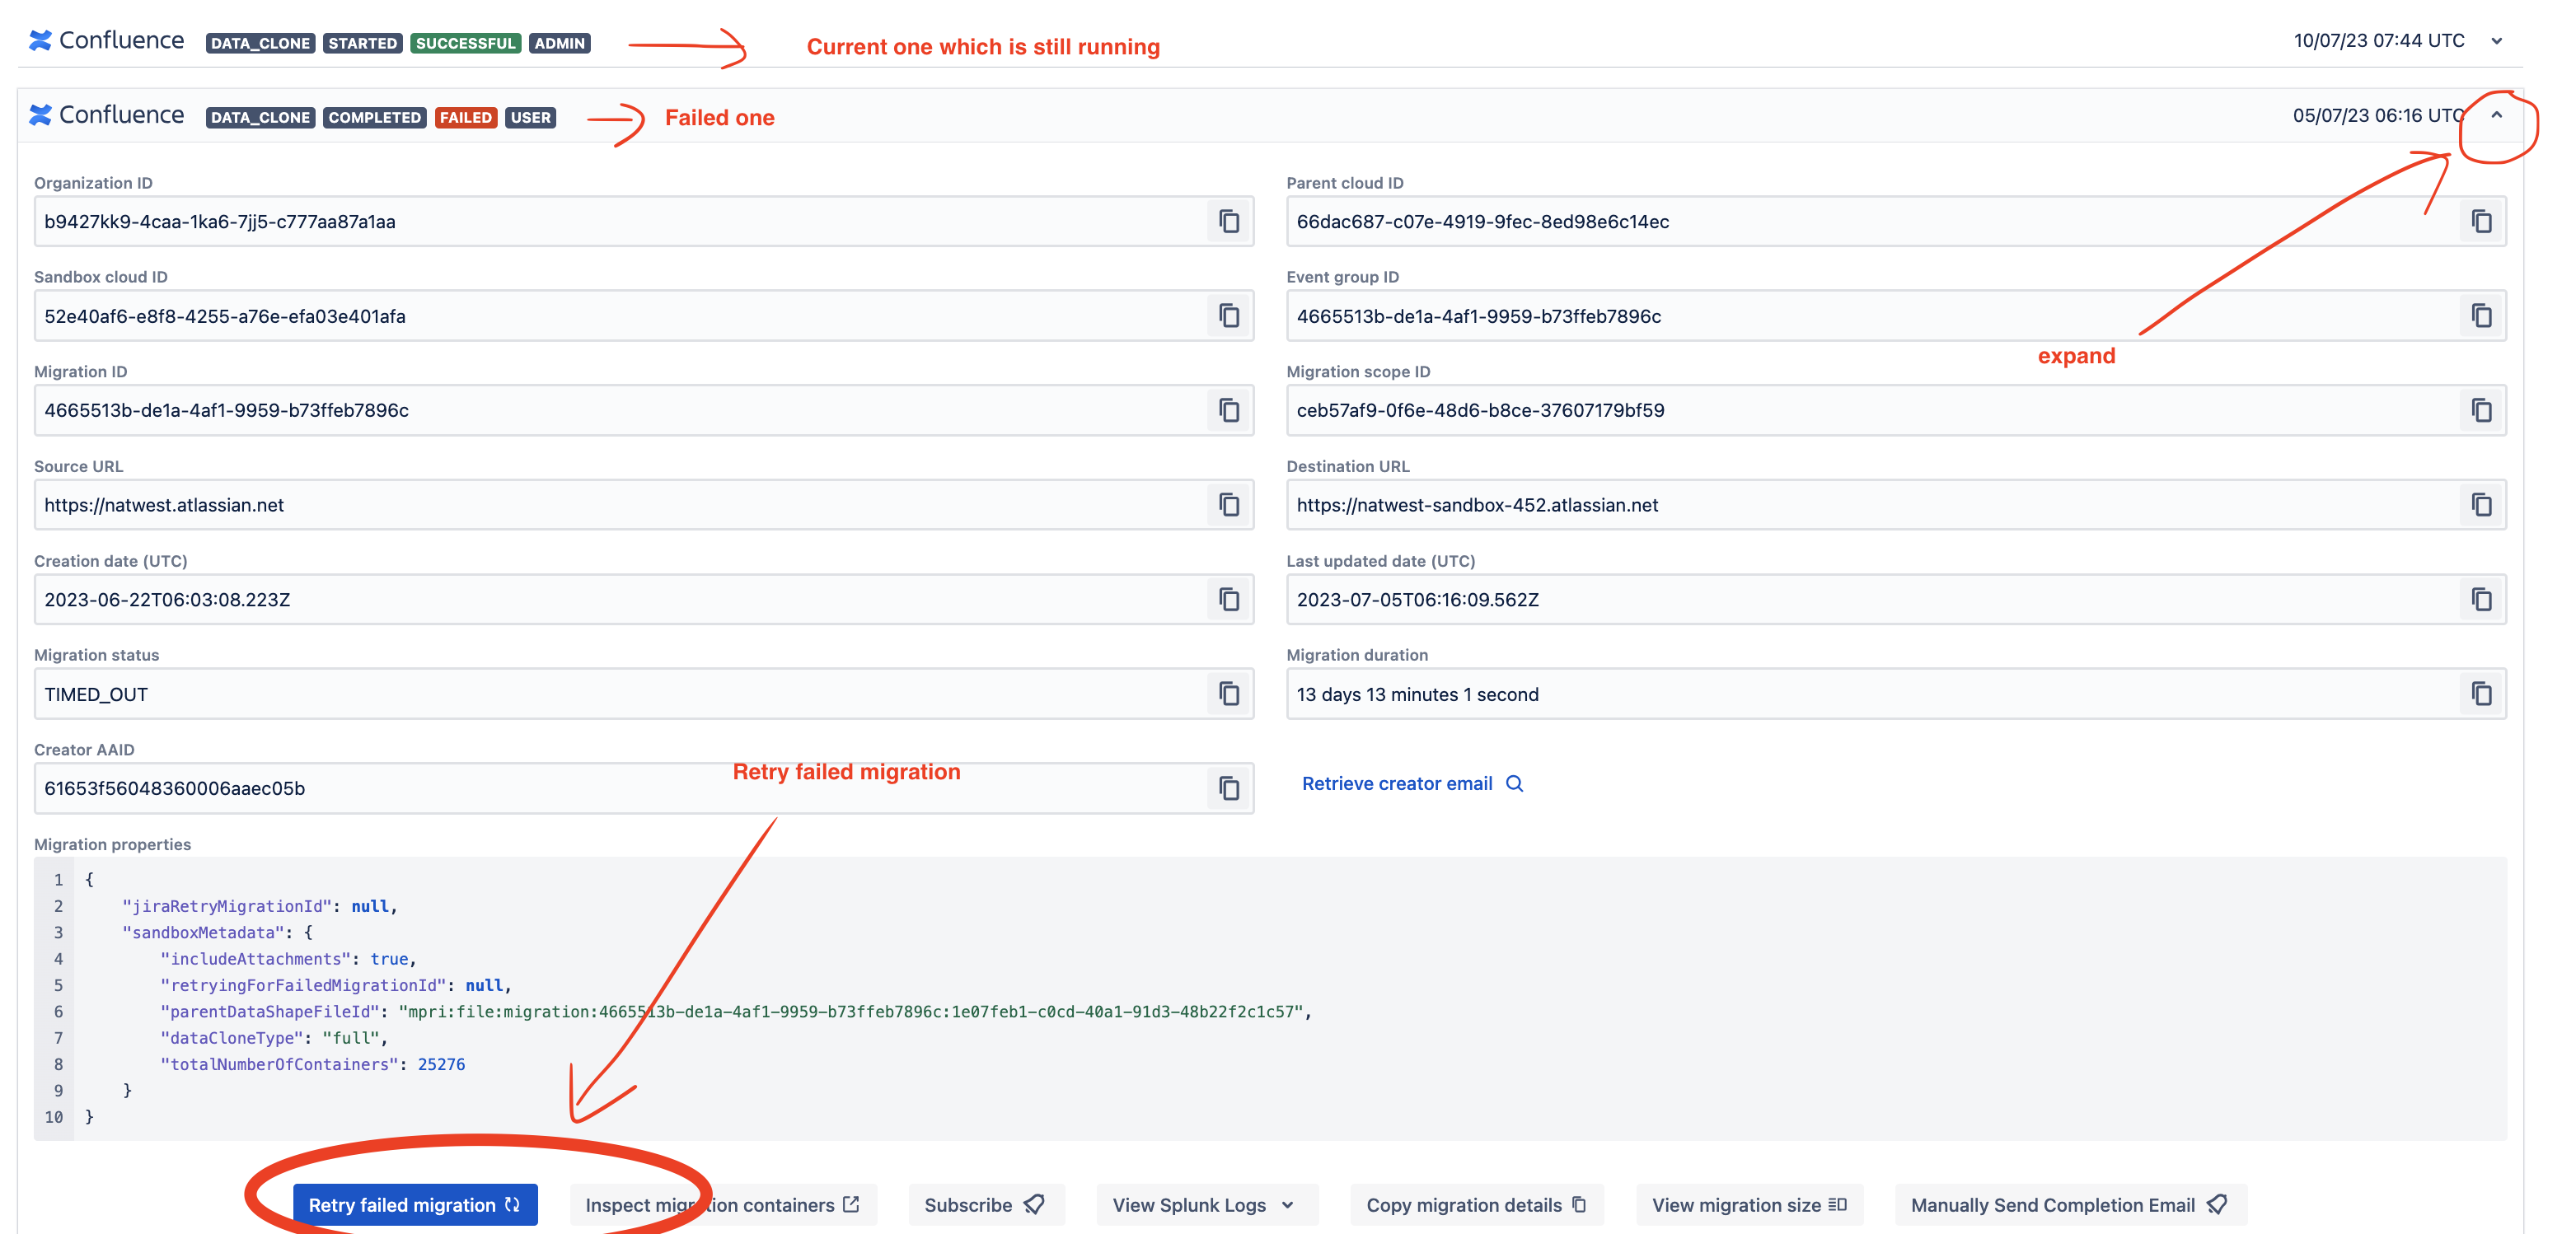 Confluence DATA_CLONE STARTED SUCCESSFUL ADMIN Current one which is still running 10/07/23 07:44 UTC
Confluence DATA_CLONE COMPLETED FAILED USER Failed one 05/07/23 06:16 UTC
Organization ID Parent cloud ID
b9427kk9-4caa-1ka6-7jj5-c777aa87a1aa 66dac687-c07e-4919-9fec-8ed98e6c14ec
Sandbox cloud ID Event group ID
52e40af6-e8f8-4255-a76e-efa03e401afa 4665513b-de1a-4af1-9959-b73ffeb7896c
expand
Migration ID Migration scope ID
4665513b-de1a-4af1-9959-b73ffeb7896c ceb57af9-0f6e-48d6-b8ce-37607179bf59
Source URL Destination URL
https://natwest.atlassian.net https://natwest-sandbox-452.atlassian.net
Creation date (UTC) Last updated date (UTC)
2023-06-22T06:03:08.223Z 2023-07-05T06:16:09.562Z
Migration status Migration duration
TIMED_OUT 13 days 13 minutes 1 second
Creator AAID
Retry failed migration
61653f56048360006aaec05b Retrieve creator email
Migration properties
1 {
2 "jiraRetryMigrationId": null,
3 "sandboxMetadata": {
4 "includeAttachments": true,
5 "retryingForFailedMigrationId": null,
6 "parentDataShapeFileId": "mpri:file:migration:4665513b-de1a-4af1-9959-b73ffeb7896c:1e07feb1-c0cd-40a1-91d3-48b22f2c1c57",
7 "dataCloneType": "full",
8 "totalNumberOfContainers": 25276
9 }
10 }
Retry failed migration Inspect migration containers Subscribe View Splunk Logs Copy migration details View migration size Manually Send Completion Email